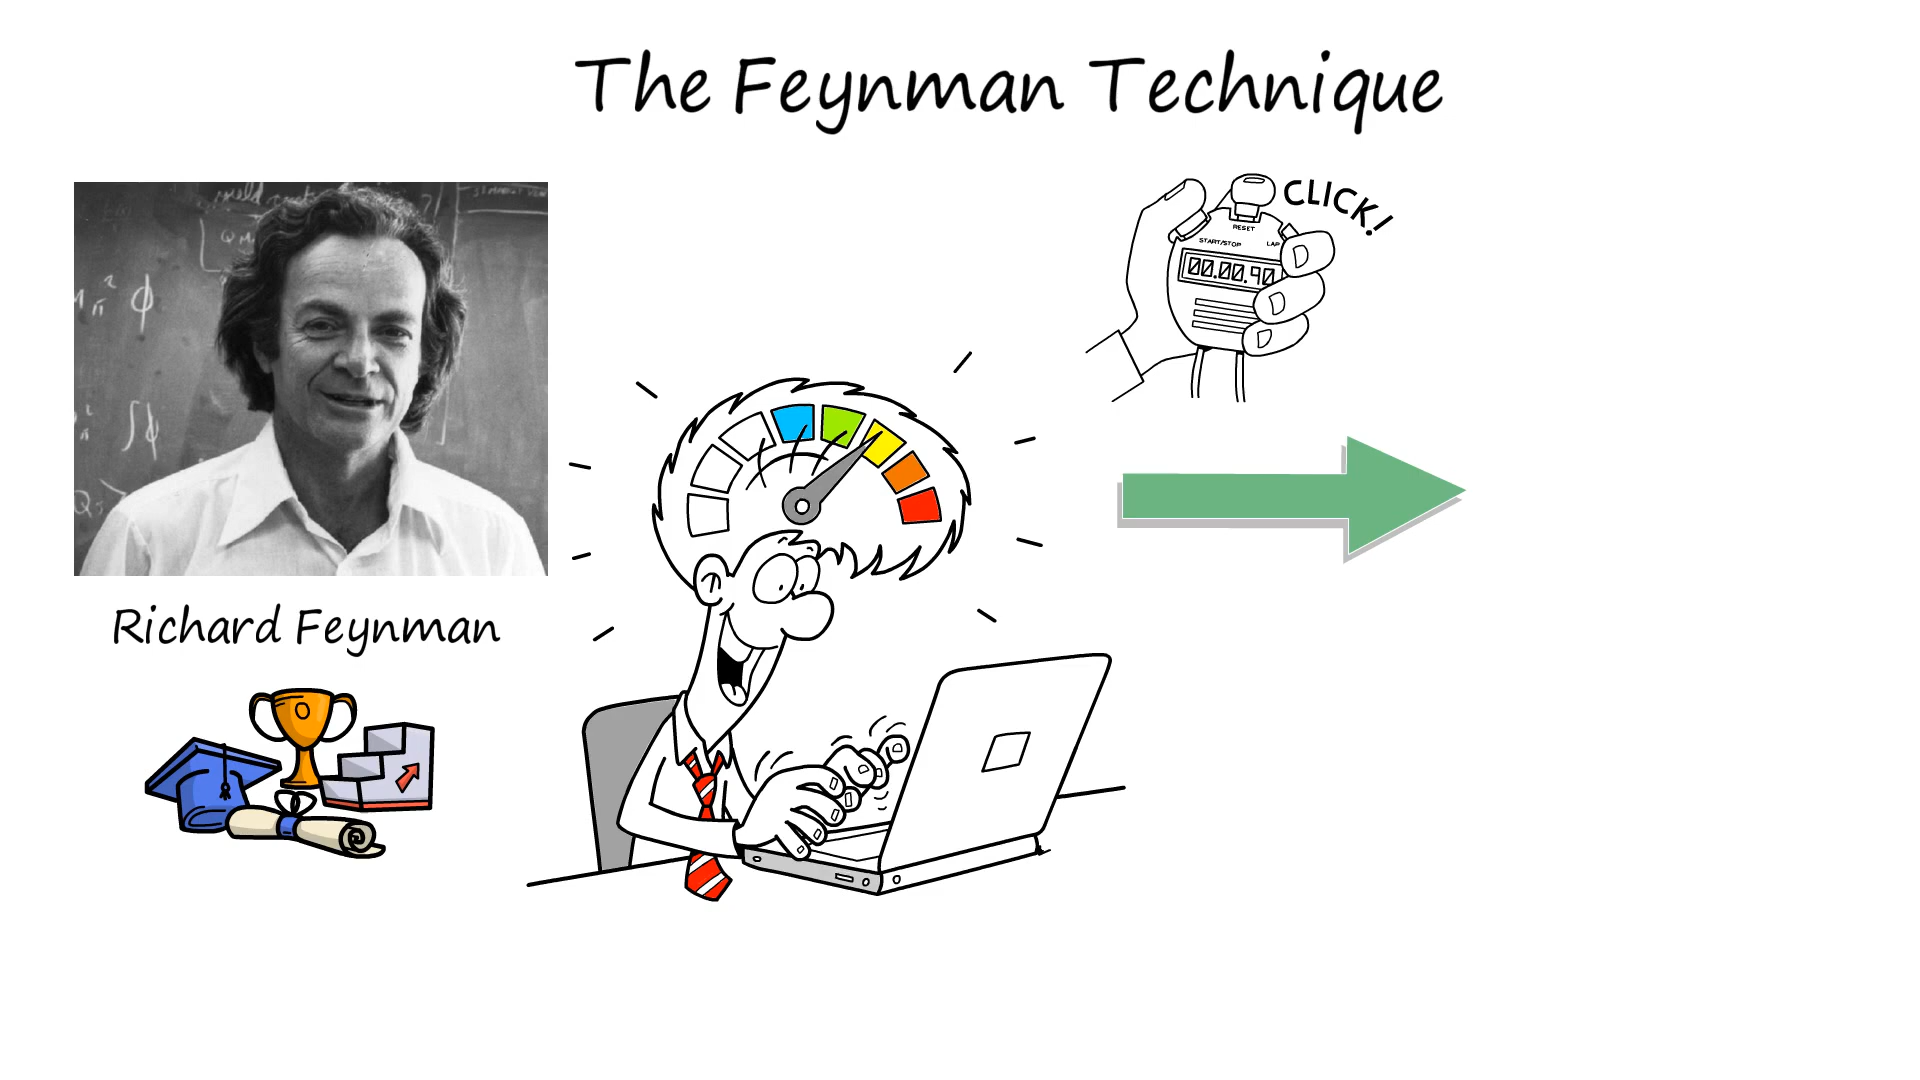 The Feynman Technique
CLICK!
RESET
START/STOP LAP
00.00.90
Richard Feynman